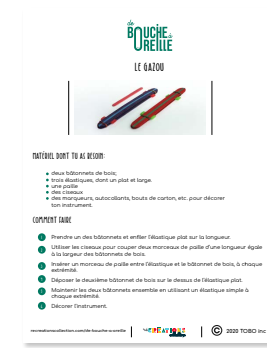 de
BOUCHE à
OREILLE
LE GAZOU
MATÉRIEL DONT TU AS BESOIN:
deux bâtonnets de bois;
trois élastiques, dont un plat et large.
une paille
des ciseaux
des marqueurs, autocollants, bouts de carton, etc. pour décorer
ton instrument.
COMMENT FAIRE
1 Prendre un des bâtonnets et enfiler l'élastique plat sur la longueur.
2 Utiliser les ciseaux pour couper deux morceaux de paille d'une longueur égale
à la largeur des bâtonnets de bois.
3 Insérer un morceau de paille entre l'élastique et le bâtonnet de bois, à chaque
extrémité.
4 Déposer le deuxième bâtonnet de bois sur le dessus de l'élastique plat.
5 Maintenir les deux bâtonnets ensemble en utilisant un élastique simple à
chaque extrémité.
6 Décorer l'instrument.
recreationscollection.com/de-bouche-a-oreille
RÉCRÉATIONS
© 2020 TOBO inc